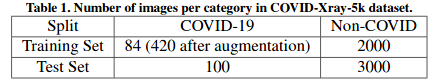 Table 1. Number of images per category in COVID-Xray-5k dataset.
Split COVID-19 Non-COVID
Training Set 84 (420 after augmentation) 2000
Test Set 100 3000